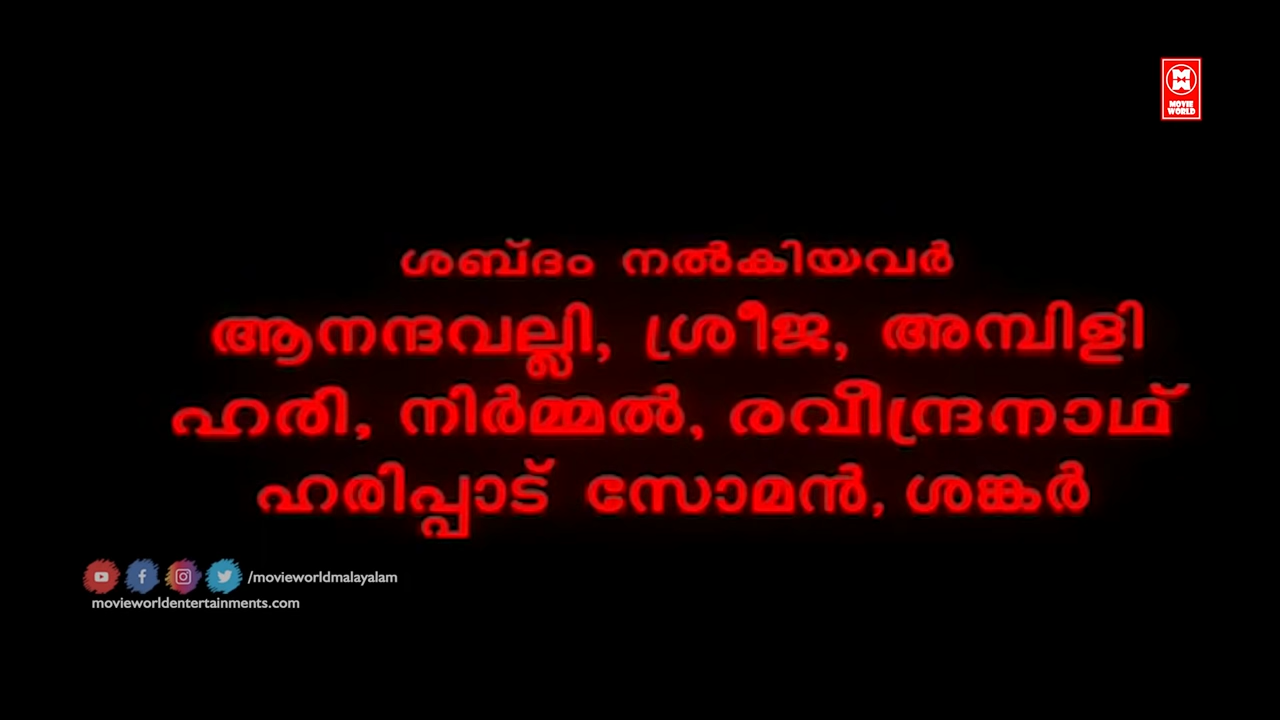 MOVIE
WORLD
ശബ്ദം നൽകിയവർ
ആനന്ദവല്ലി, ശ്രീജ, അമ്പിളി
ഹരി, നിർമ്മൽ, രവീന്ദ്രനാഥ്
ഹരിപ്പാട് സോമൻ, ശങ്കർ
/movieworldmalayalam
movieworldentertainments.com